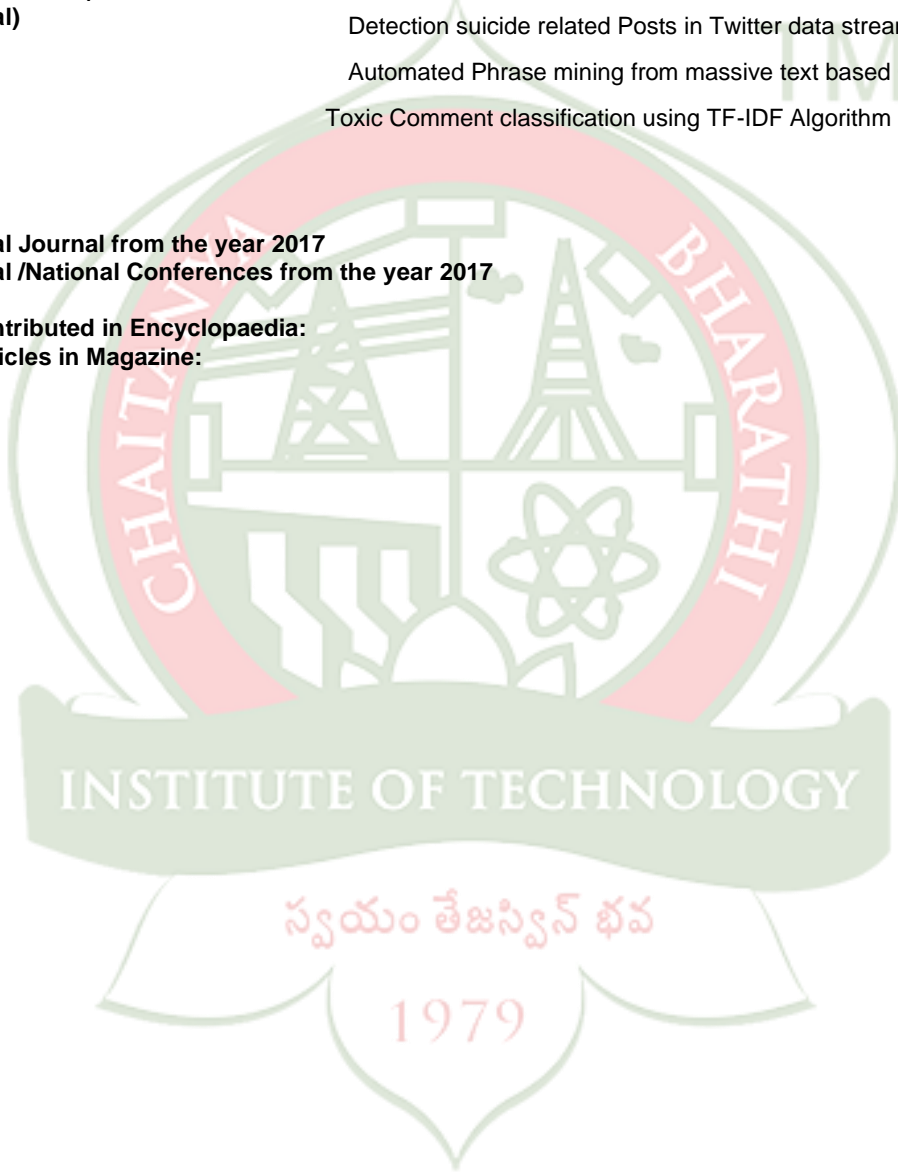 al)
Detection suicide related Posts in Twitter data strea
Automated Phrase mining from massive text based
Toxic Comment classification using TF-IDF Algorithm
al Journal from the year 2017
al /National Conferences from the year 2017
ntributed in Encyclopaedia:
icles in Magazine:
CHAITANYA BHARATHI
INSTITUTE OF TECHNOLOGY
స్వయం తేజస్విన్ భవ
1979